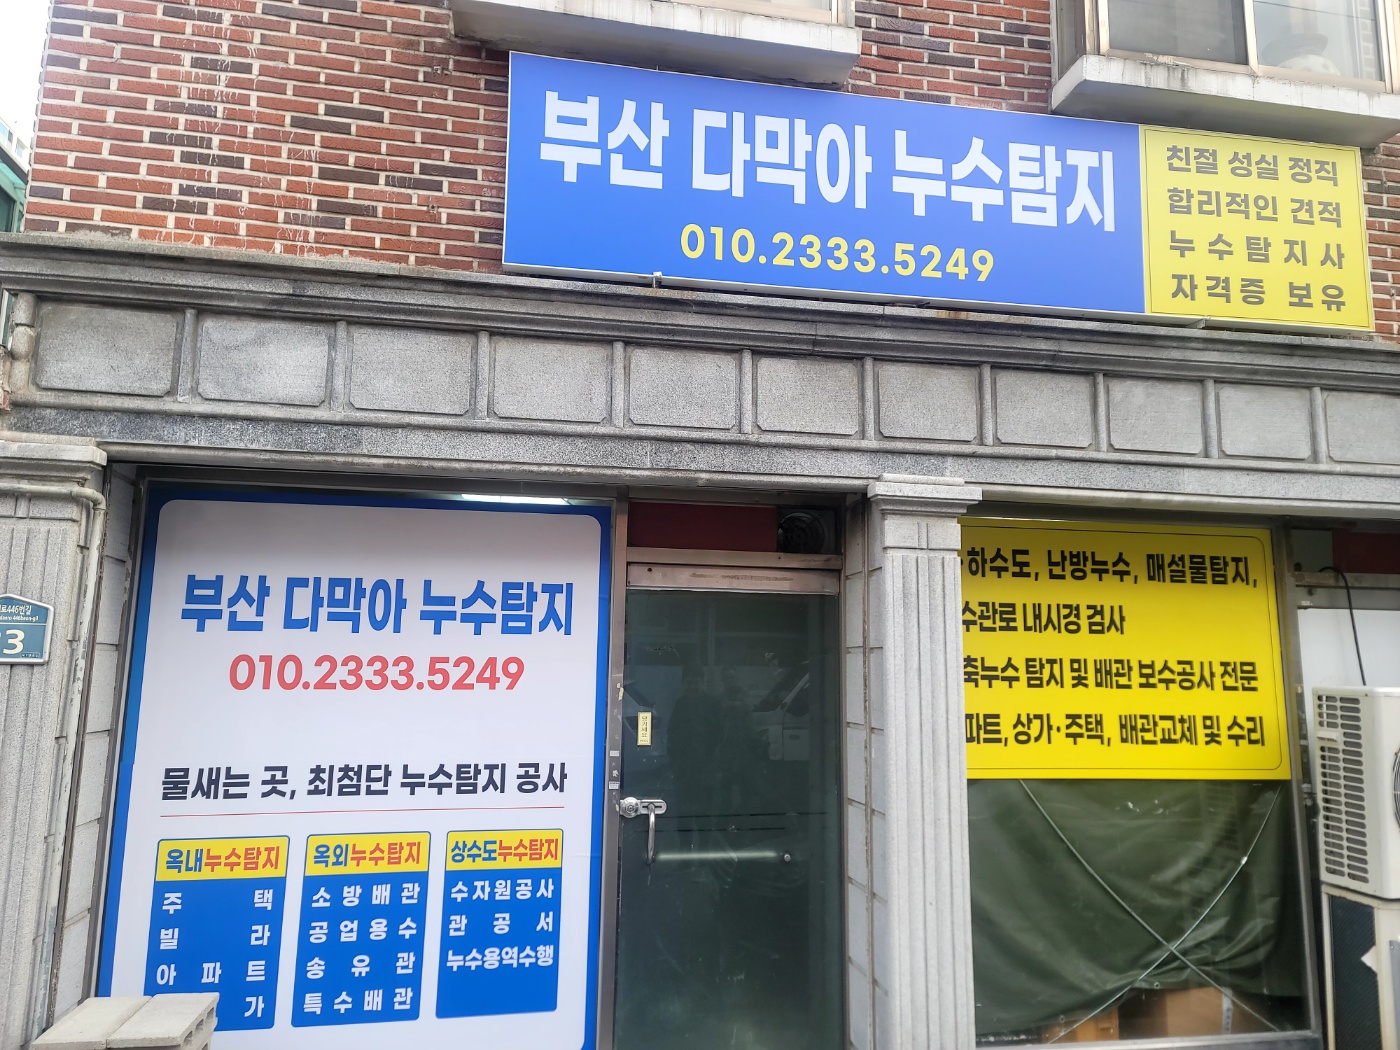 부산 다막아 누수탐지
010.2333.5249
친절 성실 정직
합리적인 견적
누수탐지사
자격증 보유
로446번길
3
부산 다막아 누수탐지
010.2333.5249
물새는 곳, 최첨단 누수탐지 공사
옥내누수탐지
주택
빌라
아파트
가
옥외누수탐지
소방배관
공업용수
송유관
특수배관
상수도누수탐지
수자원공사
관공서
누수용역수행
하수도, 난방누수, 매설물탐지,
수관로 내시경 검사
축누수 탐지 및 배관 보수공사 전문
파트, 상가·주택, 배관교체 및 수리